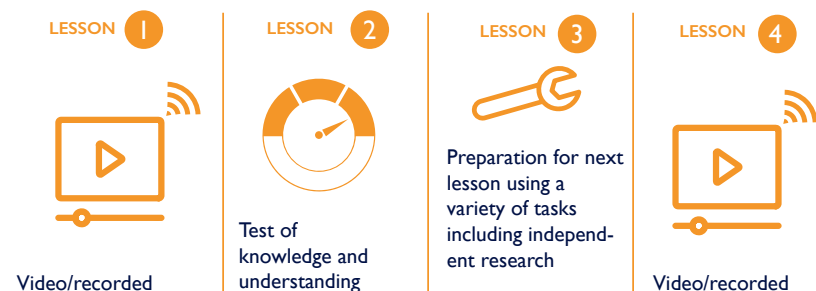 LESSON 1
Video/recorded
LESSON 2
Test of
knowledge and
understanding
LESSON 3
Preparation for next
lesson using a
variety of tasks
including independ-
ent research
LESSON 4
Video/recorded